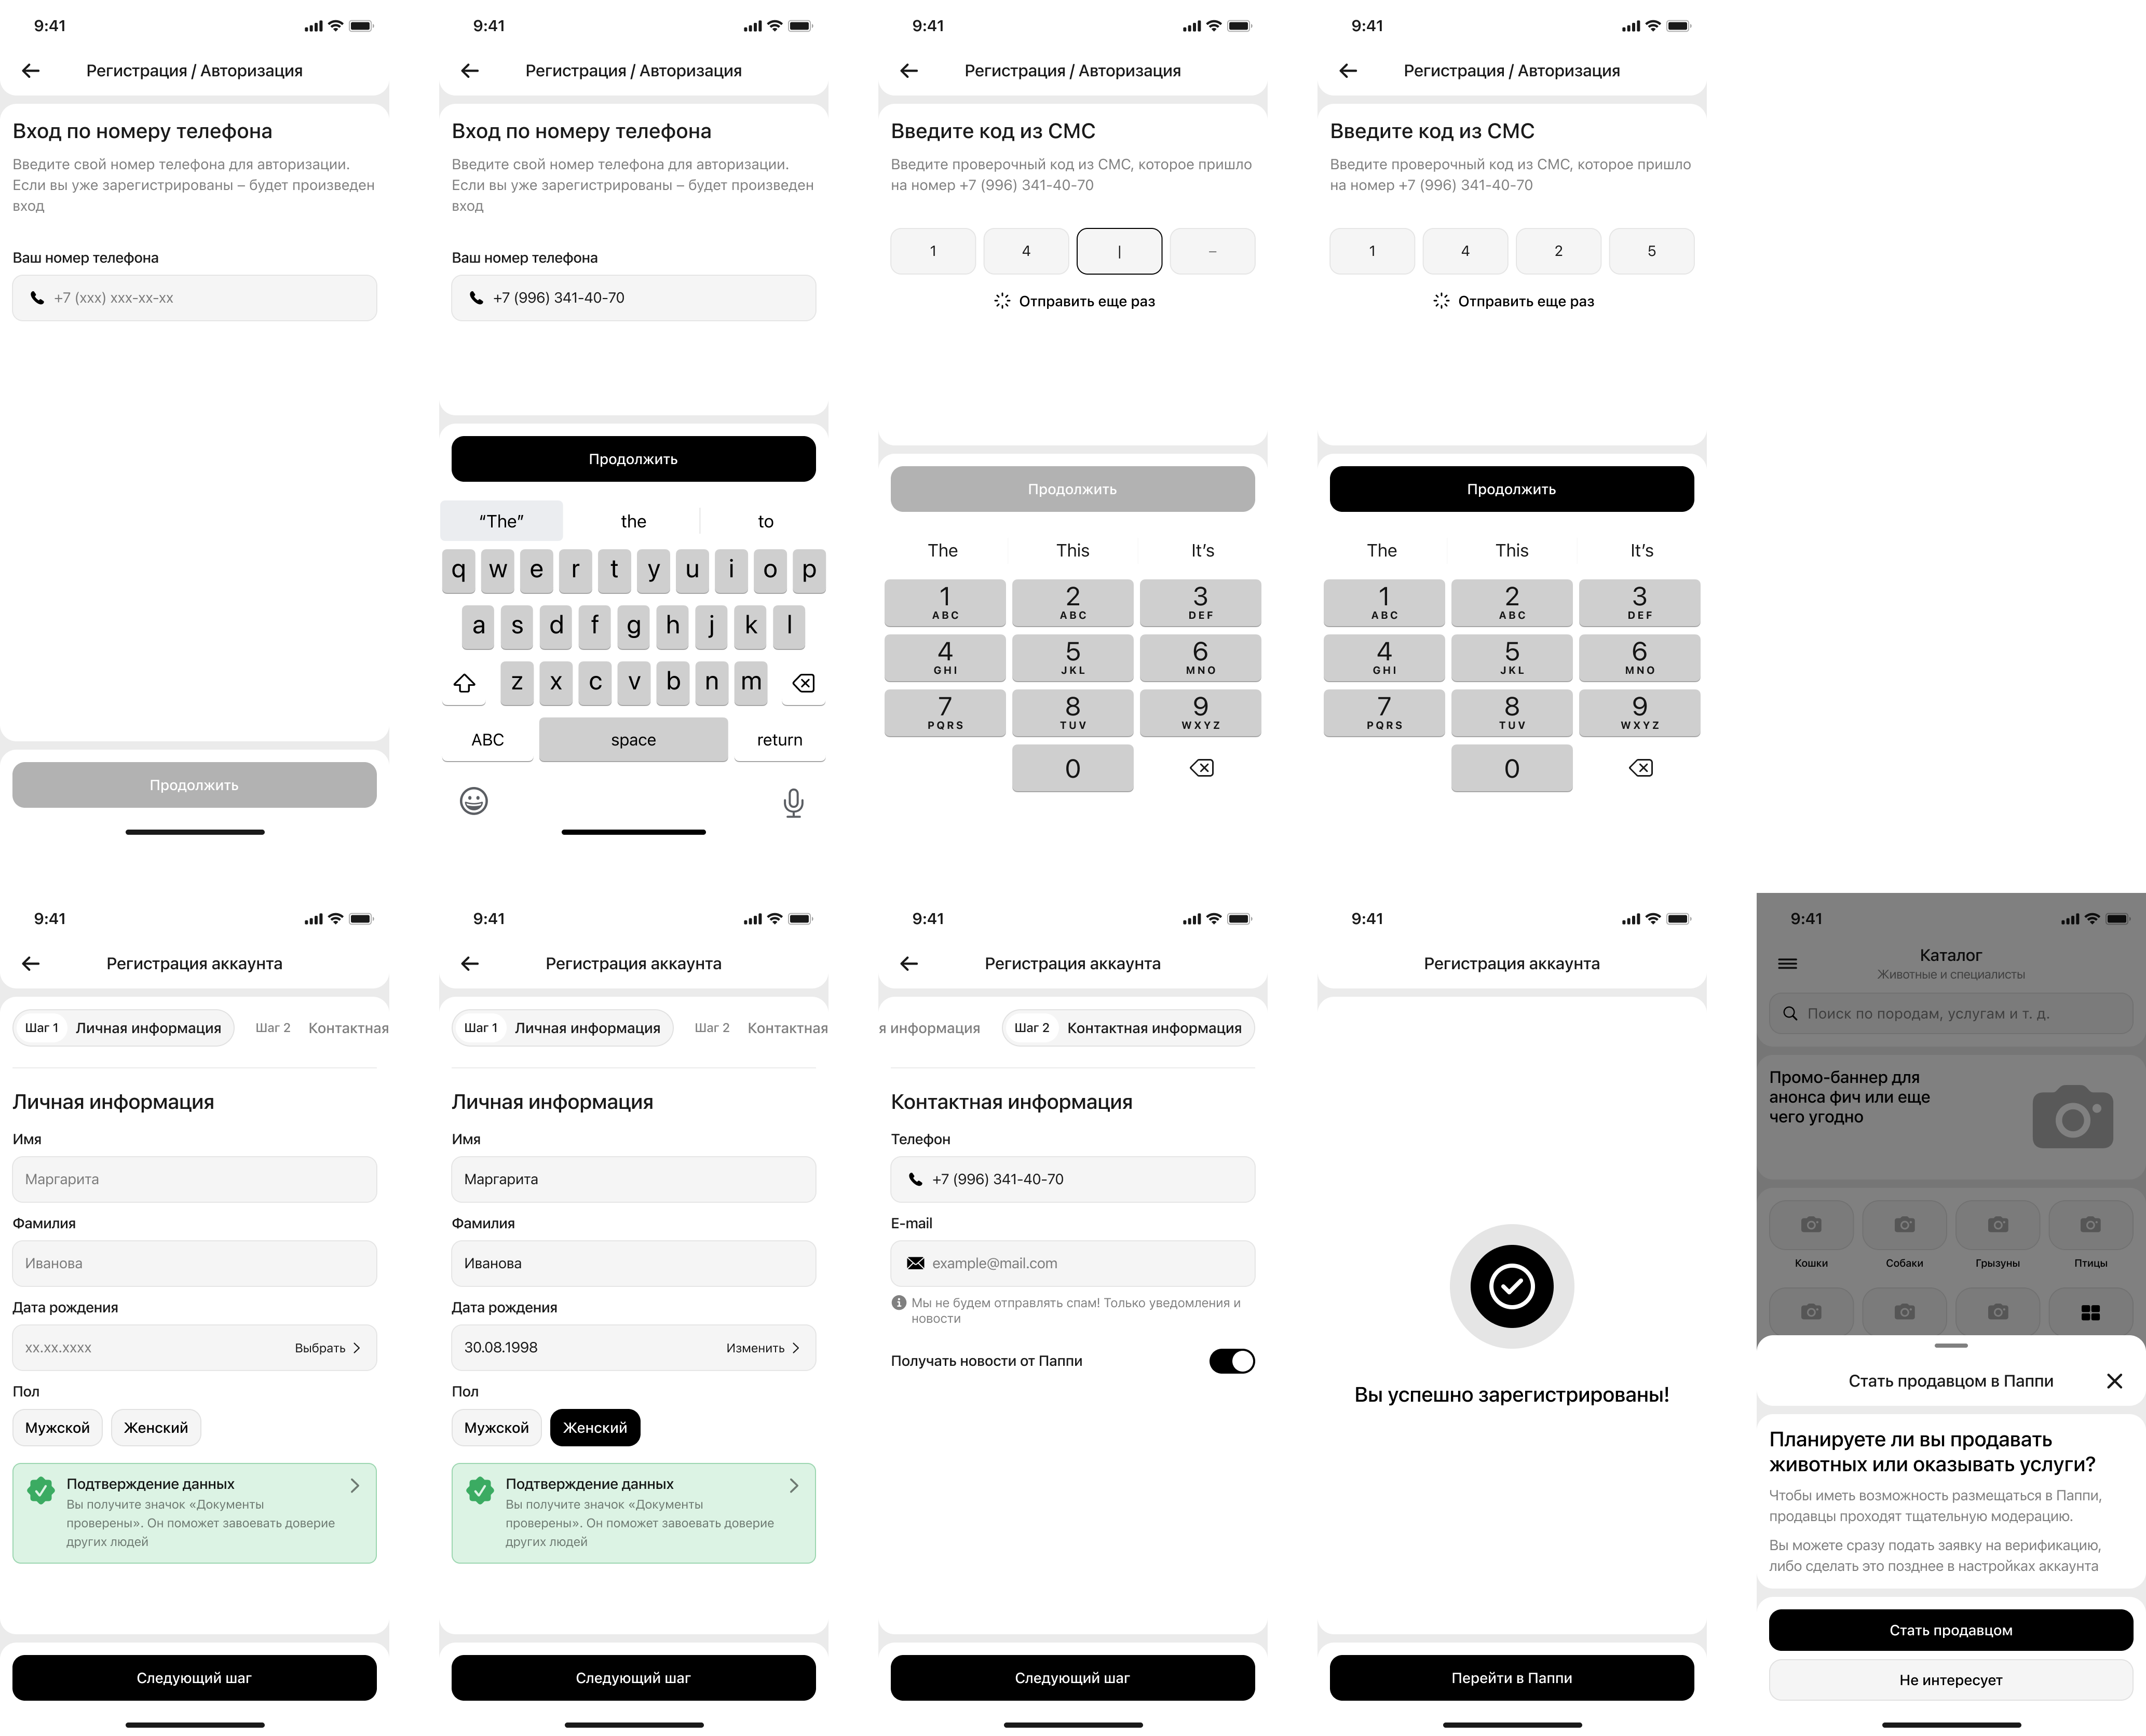 9:41
Регистрация / Авторизация
Вход по номеру телефона
Введите свой номер телефона для авторизации.
Если вы уже зарегистрированы – будет произведен
вход
Ваш номер телефона
+7 (xxx) xxx-xx-xx
Продолжить
9:41
Регистрация / Авторизация
Вход по номеру телефона
Введите свой номер телефона для авторизации.
Если вы уже зарегистрированы – будет произведен
вход
Ваш номер телефона
+7 (996) 341-40-70
Продолжить
“The” the to
q w e r t y u i o p
a s d f g h j k l
z x c v b n m
ABC space return
9:41
Регистрация / Авторизация
Введите код из СМС
Введите проверочный код из СМС, которое пришло
на номер +7 (996) 341-40-70
1 4 | –
Отправить еще раз
Продолжить
The This It’s
1 2 3
ABC ABC DEF
4 5 6
GHI JKL MNO
7 8 9
PQRS TUV WXYZ
0
9:41
Регистрация / Авторизация
Введите код из СМС
Введите проверочный код из СМС, которое пришло
на номер +7 (996) 341-40-70
1 4 2 5
Отправить еще раз
Продолжить
The This It’s
1 2 3
ABC ABC DEF
4 5 6
GHI JKL MNO
7 8 9
PQRS TUV WXYZ
0
9:41
Регистрация аккаунта
Шаг 1 Личная информация Шаг 2 Контактная
Личная информация
Имя
Маргарита
Фамилия
Иванова
Дата рождения
xx.xx.xxxx Выбрать
Пол
Мужской Женский
Подтверждение данных
Вы получите значок «Документы
проверены». Он поможет завоевать доверие
других людей
Следующий шаг
9:41
Регистрация аккаунта
Шаг 1 Личная информация Шаг 2 Контактная
Личная информация
Имя
Маргарита
Фамилия
Иванова
Дата рождения
30.08.1998 Изменить
Пол
Мужской Женский
Подтверждение данных
Вы получите значок «Документы
проверены». Он поможет завоевать доверие
других людей
Следующий шаг
9:41
Регистрация аккаунта
я информация Шаг 2 Контактная информация
Контактная информация
Телефон
+7 (996) 341-40-70
E-mail
example@mail.com
Мы не будем отправлять спам! Только уведомления и
новости
Получать новости от Паппи
Следующий шаг
9:41
Регистрация аккаунта
Вы успешно зарегистрированы!
Перейти в Паппи
9:41
Каталог
Животные и специалисты
Поиск по породам, услугам и т. д.
Промо-баннер для
анонса фич или еще
чего угодно
Кошки Собаки Грызуны Птицы
Стать продавцом в Паппи
Планируете ли вы продавать
животных или оказывать услуги?
Чтобы иметь возможность размещаться в Паппи,
продавцы проходят тщательную модерацию.
Вы можете сразу подать заявку на верификацию,
либо сделать это позднее в настройках аккаунта
Стать продавцом
Не интересует